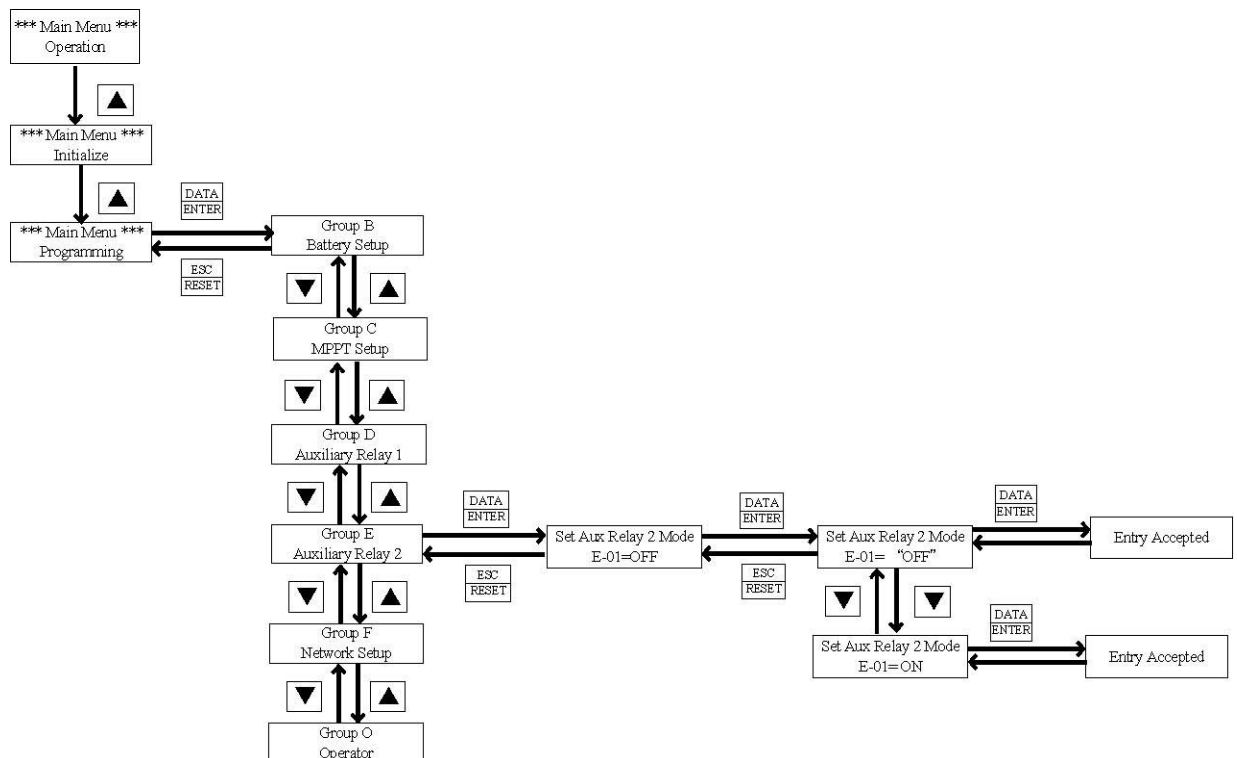 *** Main Menu ***
Operation
*** Main Menu ***
Initialize
*** Main Menu ***
Programming
DATA
ENTER
ESC
RESET
Group B
Battery Setup
Group C
MPPT Setup
Group D
Auxiliary Relay 1
Group E
Auxiliary Relay 2
DATA
ENTER
ESC
RESET
Set Aux Relay 2 Mode
E-01=OFF
DATA
ENTER
ESC
RESET
Set Aux Relay 2 Mode
E-01= “OFF”
DATA
ENTER
Entry Accepted
Set Aux Relay 2 Mode
E-01=ON
DATA
ENTER
Entry Accepted
Group F
Network Setup
Group O
Operator